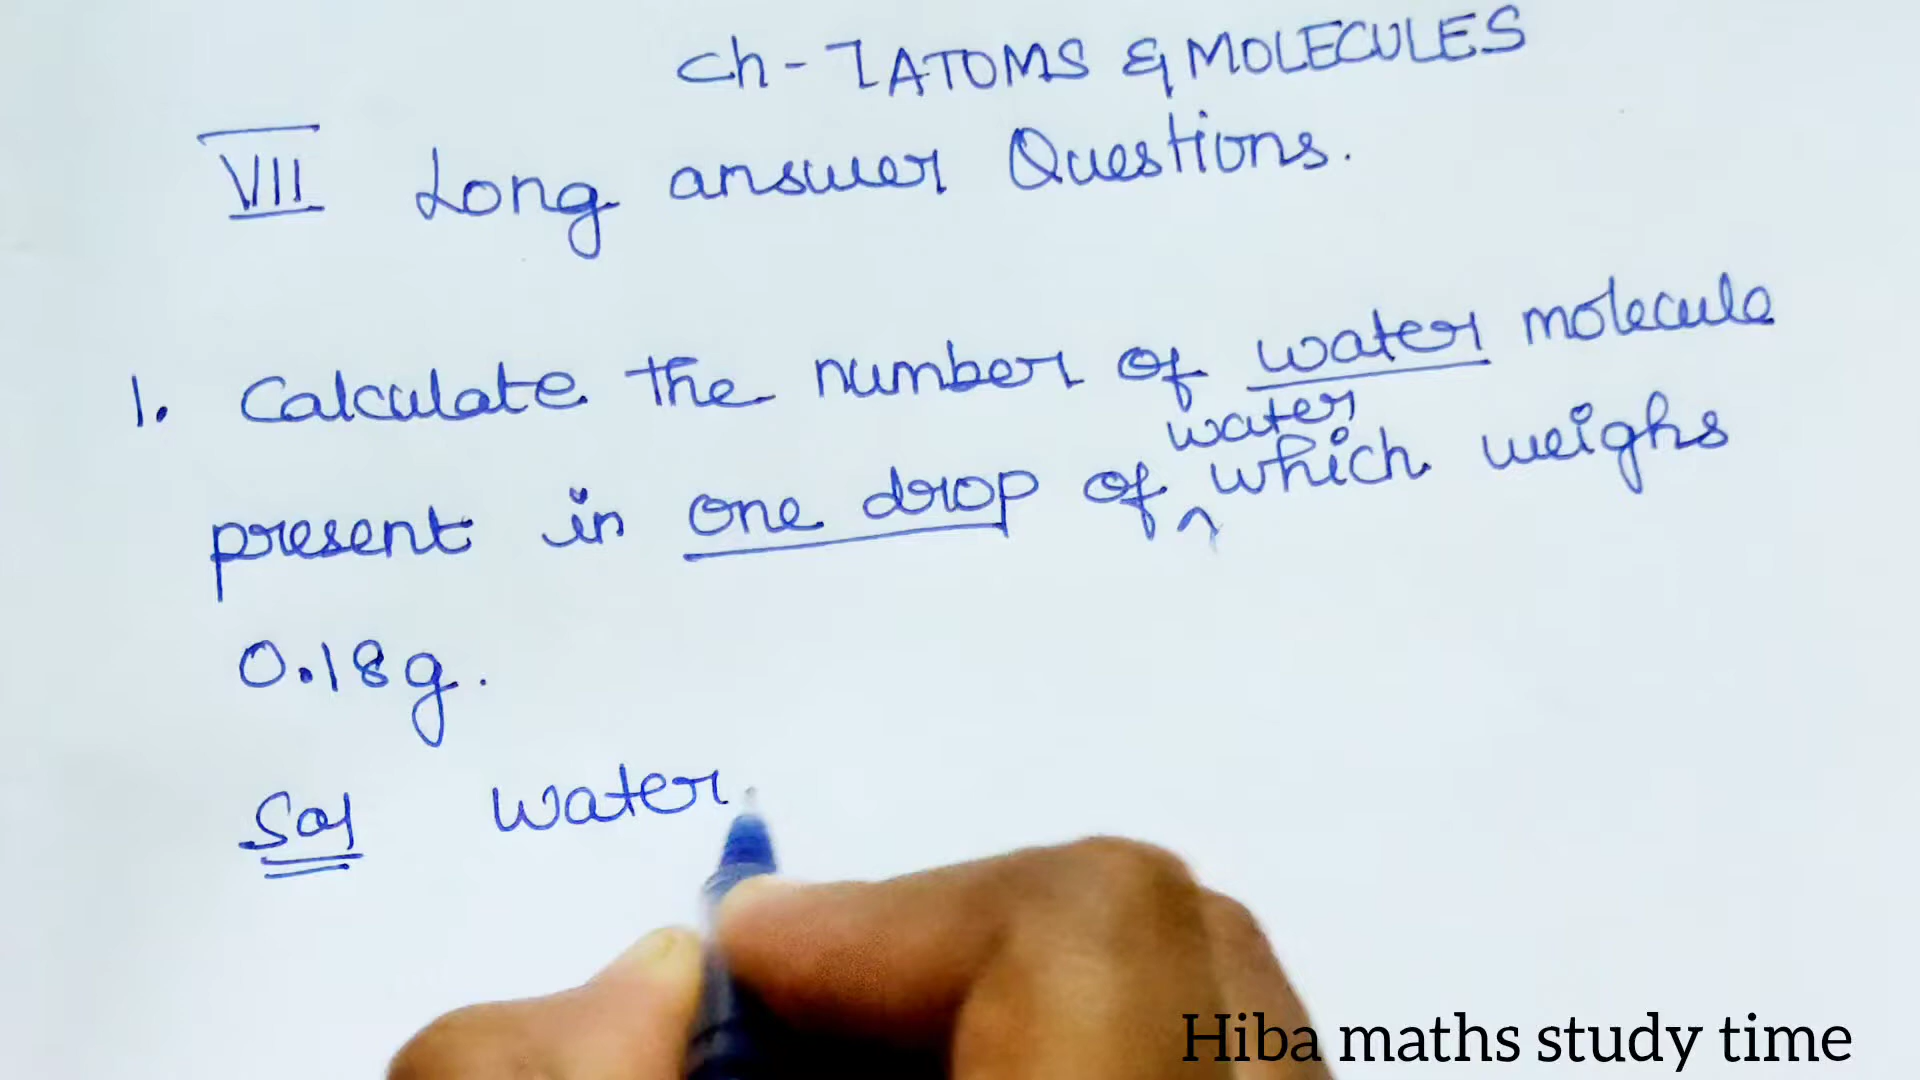 Ch-7 ATOMS & MOLECULES
VII Long answer Questions.
1. Calculate the number of water molecule
water
present in one drop of ^ which weighs
0.18g.
Sol water
Hiba maths study time